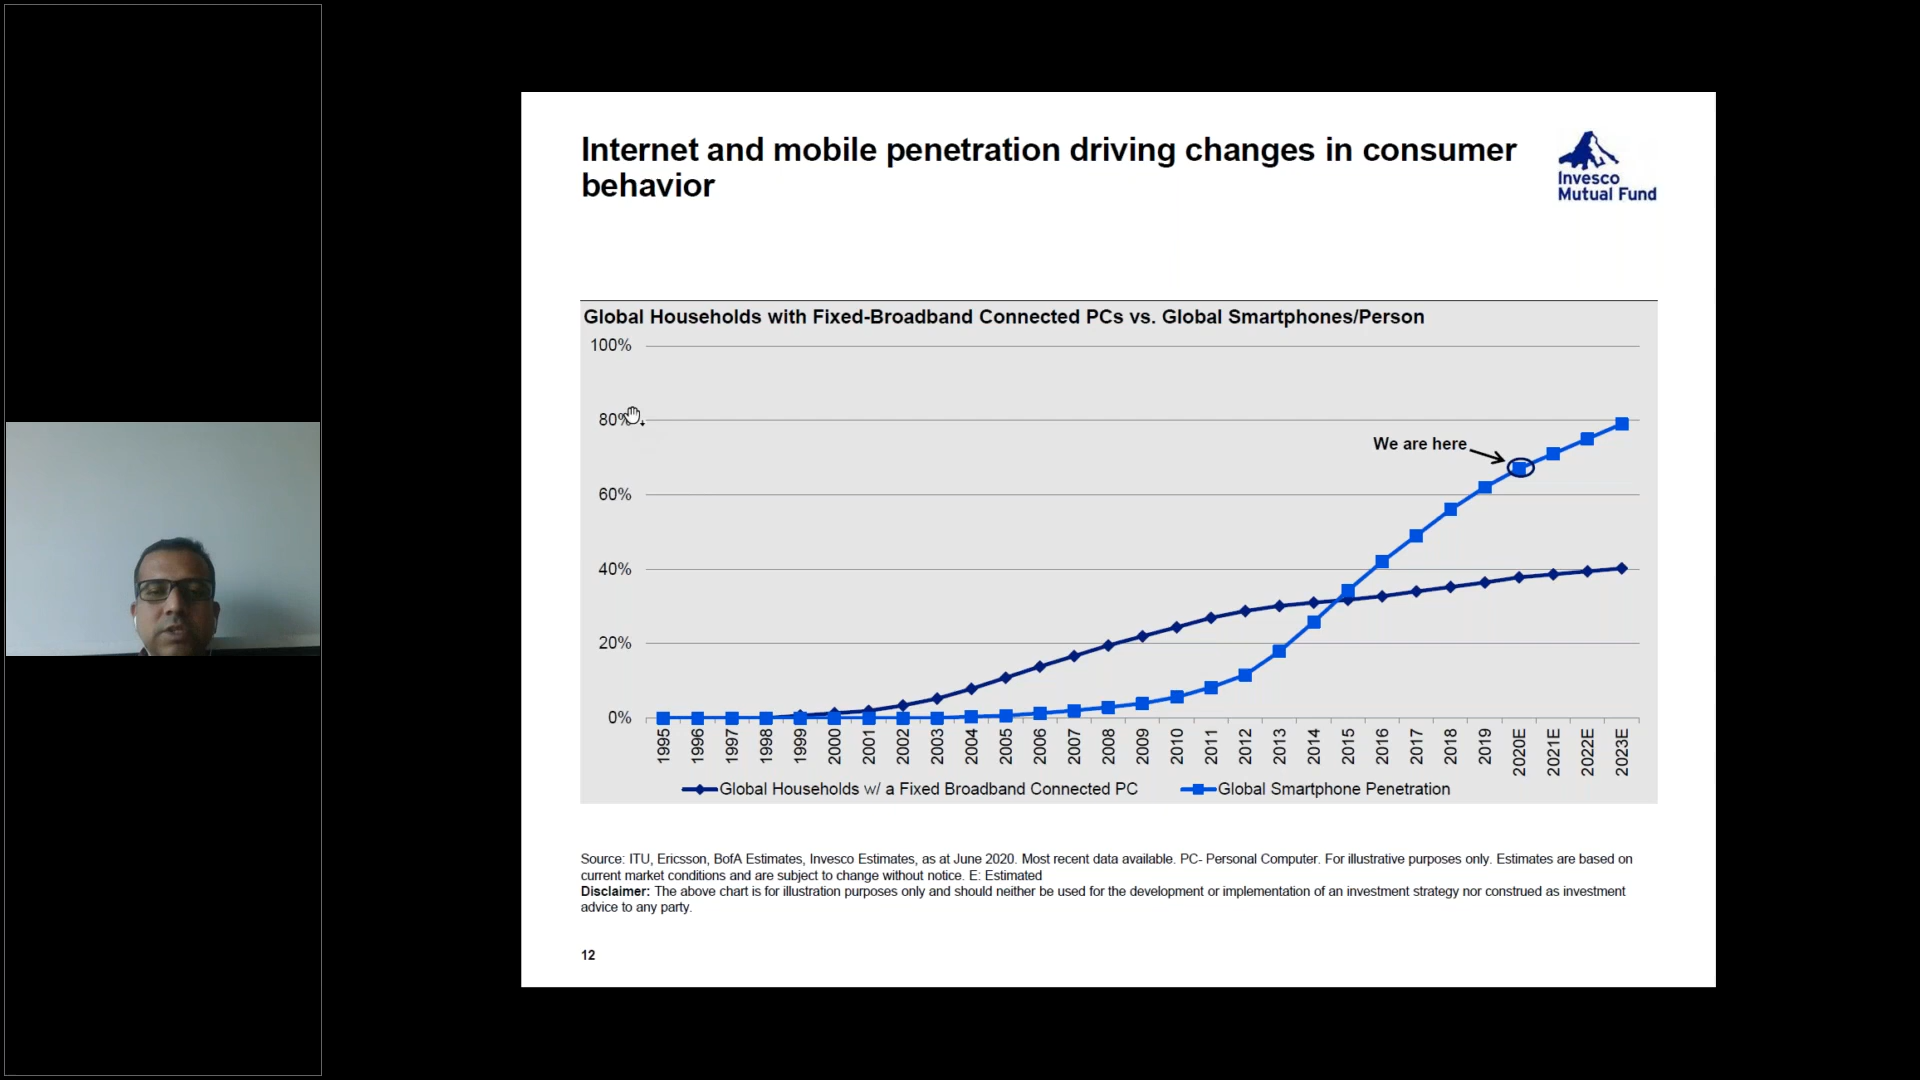 Internet and mobile penetration driving changes in consumer
behavior
Invesco
Mutual Fund
Global Households with Fixed-Broadband Connected PCs vs. Global Smartphones/Person
100%
80%
60%
40%
20%
0%
We are here
1995
1996
1997
1998
1999
2000
2001
2002
2003
2004
2005
2006
2007
2008
2009
2010
2011
2012
2013
2014
2015
2016
2017
2018
2019
2020E
2021E
2022E
2023E
Global Households w/ a Fixed Broadband Connected PC
Global Smartphone Penetration
Source: ITU, Ericsson, BofA Estimates, Invesco Estimates, as at June 2020. Most recent data available. PC- Personal Computer. For illustrative purposes only. Estimates are based on
current market conditions and are subject to change without notice. E: Estimated
Disclaimer: The above chart is for illustration purposes only and should neither be used for the development or implementation of an investment strategy nor construed as investment
advice to any party.
12